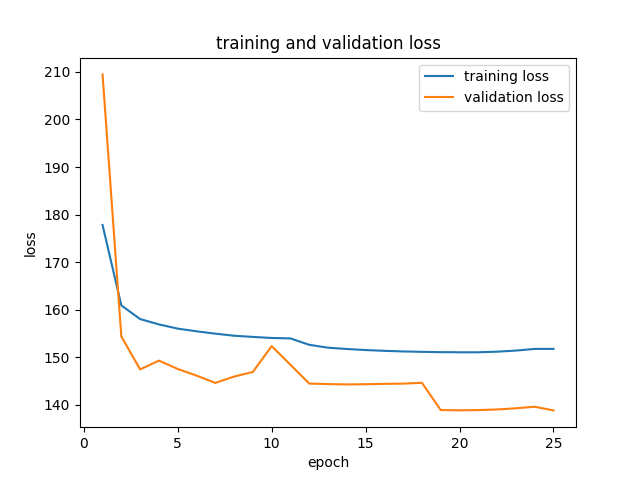 training and validation loss
training loss
validation loss
210
200
190
180
170
160
150
140
loss
0 5 10 15 20 25
epoch